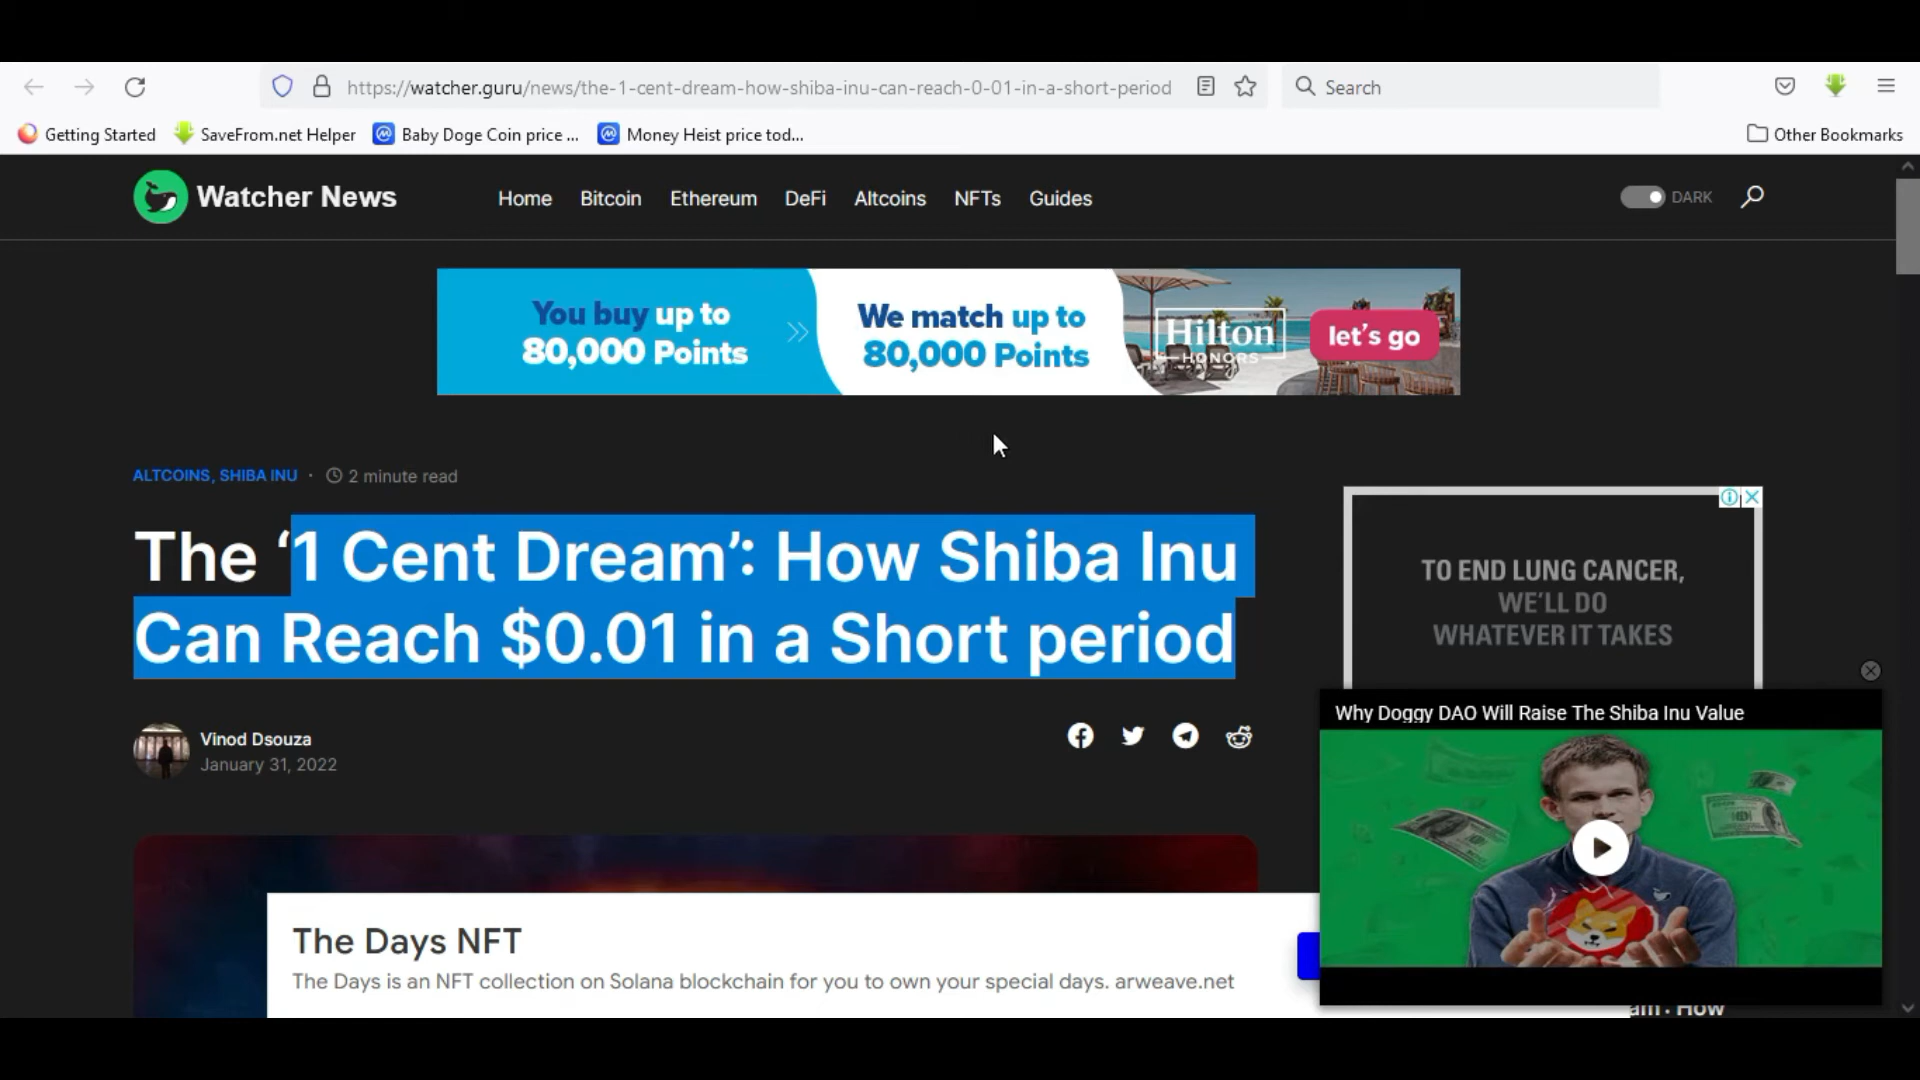 https://watcher.guru/news/the-1-cent-dream-how-shiba-inu-can-reach-0-01-in-a-short-period
Search
Getting Started
SaveFrom.net Helper
Baby Doge Coin price ...
Money Heist price tod...
Other Bookmarks
Watcher News
Home Bitcoin Ethereum DeFi Altcoins NFTs Guides
DARK
You buy up to
80,000 Points
We match up to
80,000 Points
Hilton
HONORS
let's go
ALTCOINS, SHIBA INU · 2 minute read
The ‘1 Cent Dream’: How Shiba Inu
Can Reach $0.01 in a Short period
Vinod Dsouza
January 31, 2022
TO END LUNG CANCER,
WE'LL DO
WHATEVER IT TAKES
Why Doggy DAO Will Raise The Shiba Inu Value
The Days NFT
The Days is an NFT collection on Solana blockchain for you to own your special days. arweave.net
How